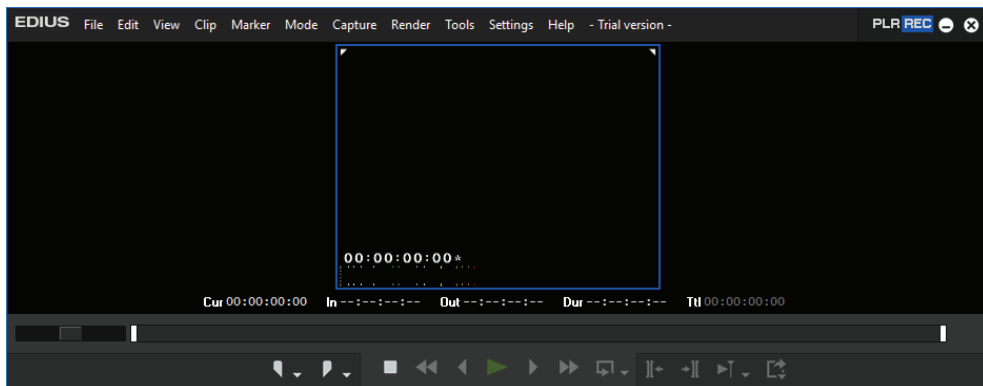 EDIUS File Edit View Clip Marker Mode Capture Render Tools Settings Help - Trial version - PLR REC
00:00:00:00*
Cur 00:00:00:00 In --:--:--:-- Out --:--:--:-- Dur --:--:--:-- Ttl 00:00:00:00